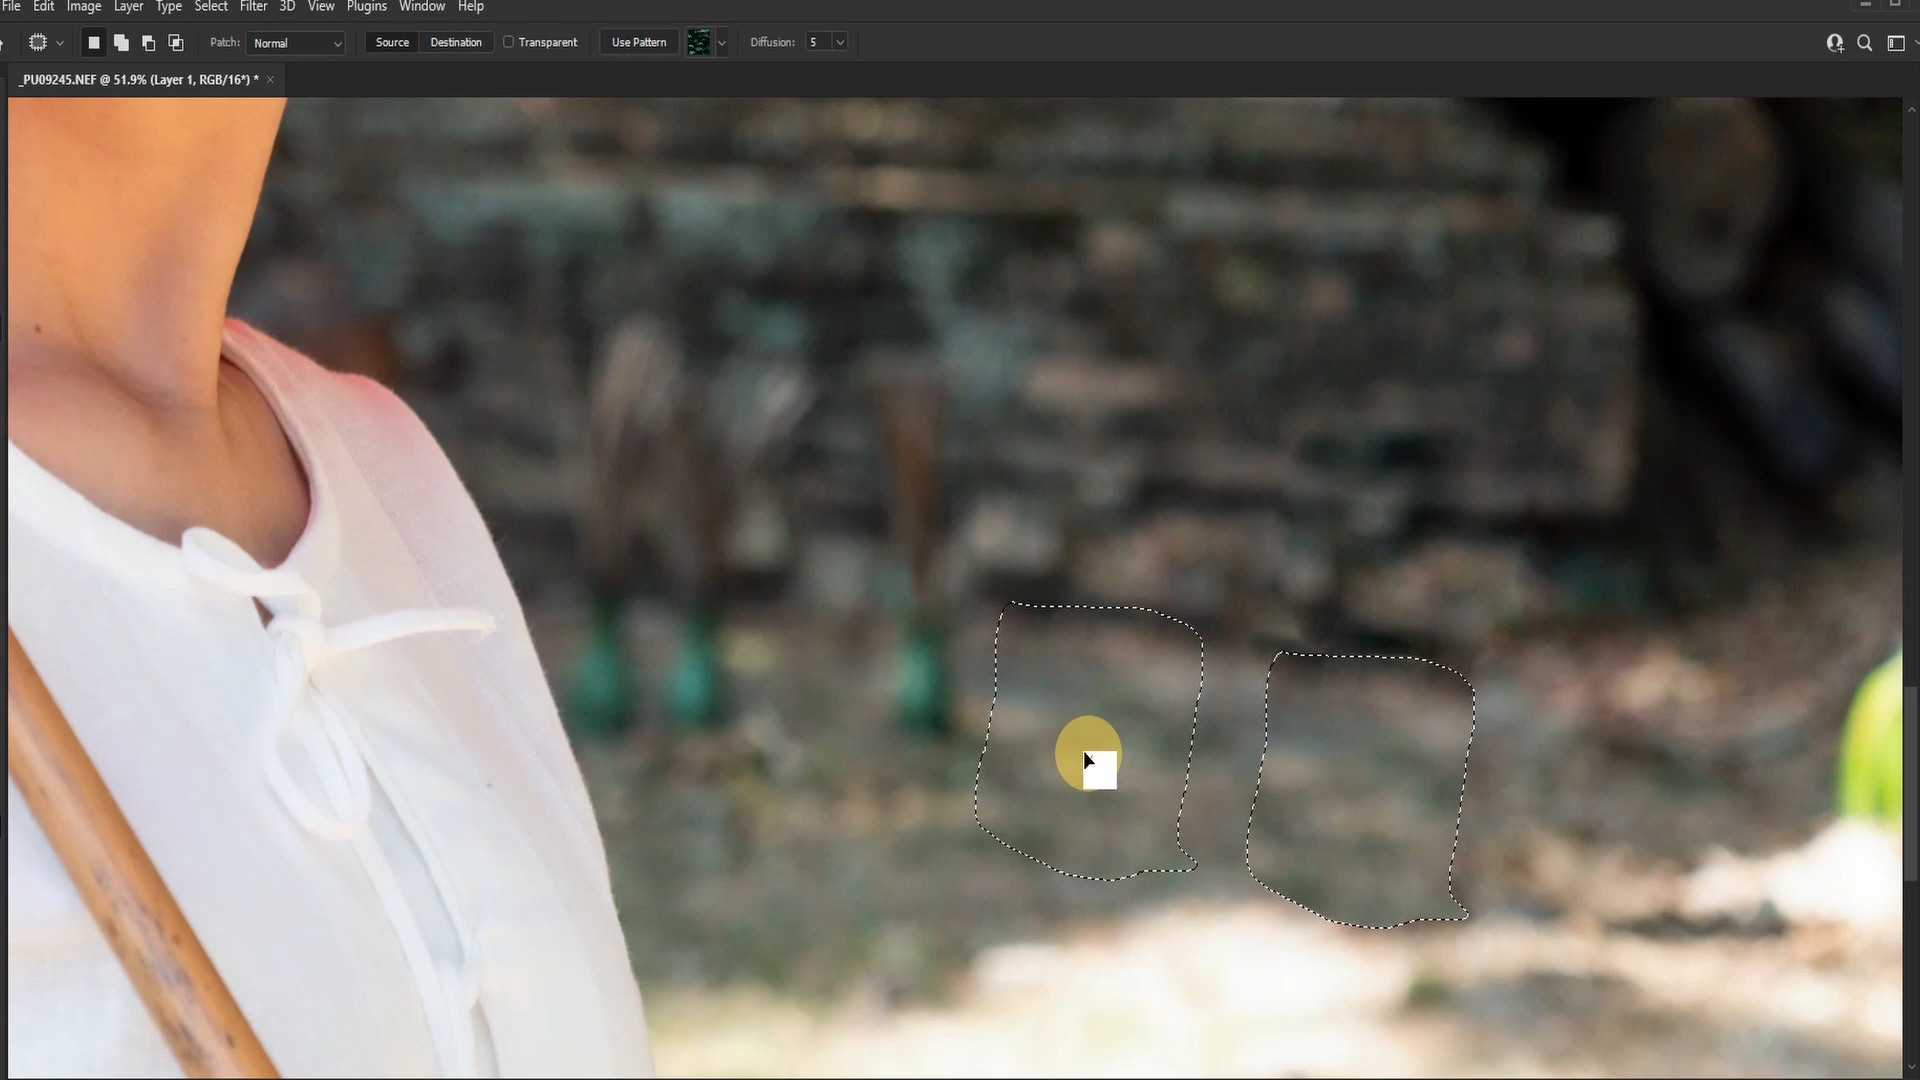 File Edit Image Layer Type Select Filter 3D View Plugins Window Help
Patch: Normal Source Destination Transparent Use Pattern Diffusion: 5
_PU09245.NEF @ 51.9% (Layer 1, RGB/16*) *